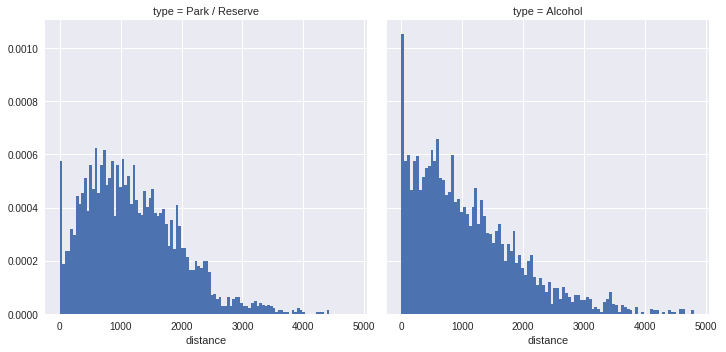 type = Park / Reserve
type = Alcohol
0.0010
0.0008
0.0006
0.0004
0.0002
0.0000
0 1000 2000 3000 4000 5000
0 1000 2000 3000 4000 5000
distance
distance